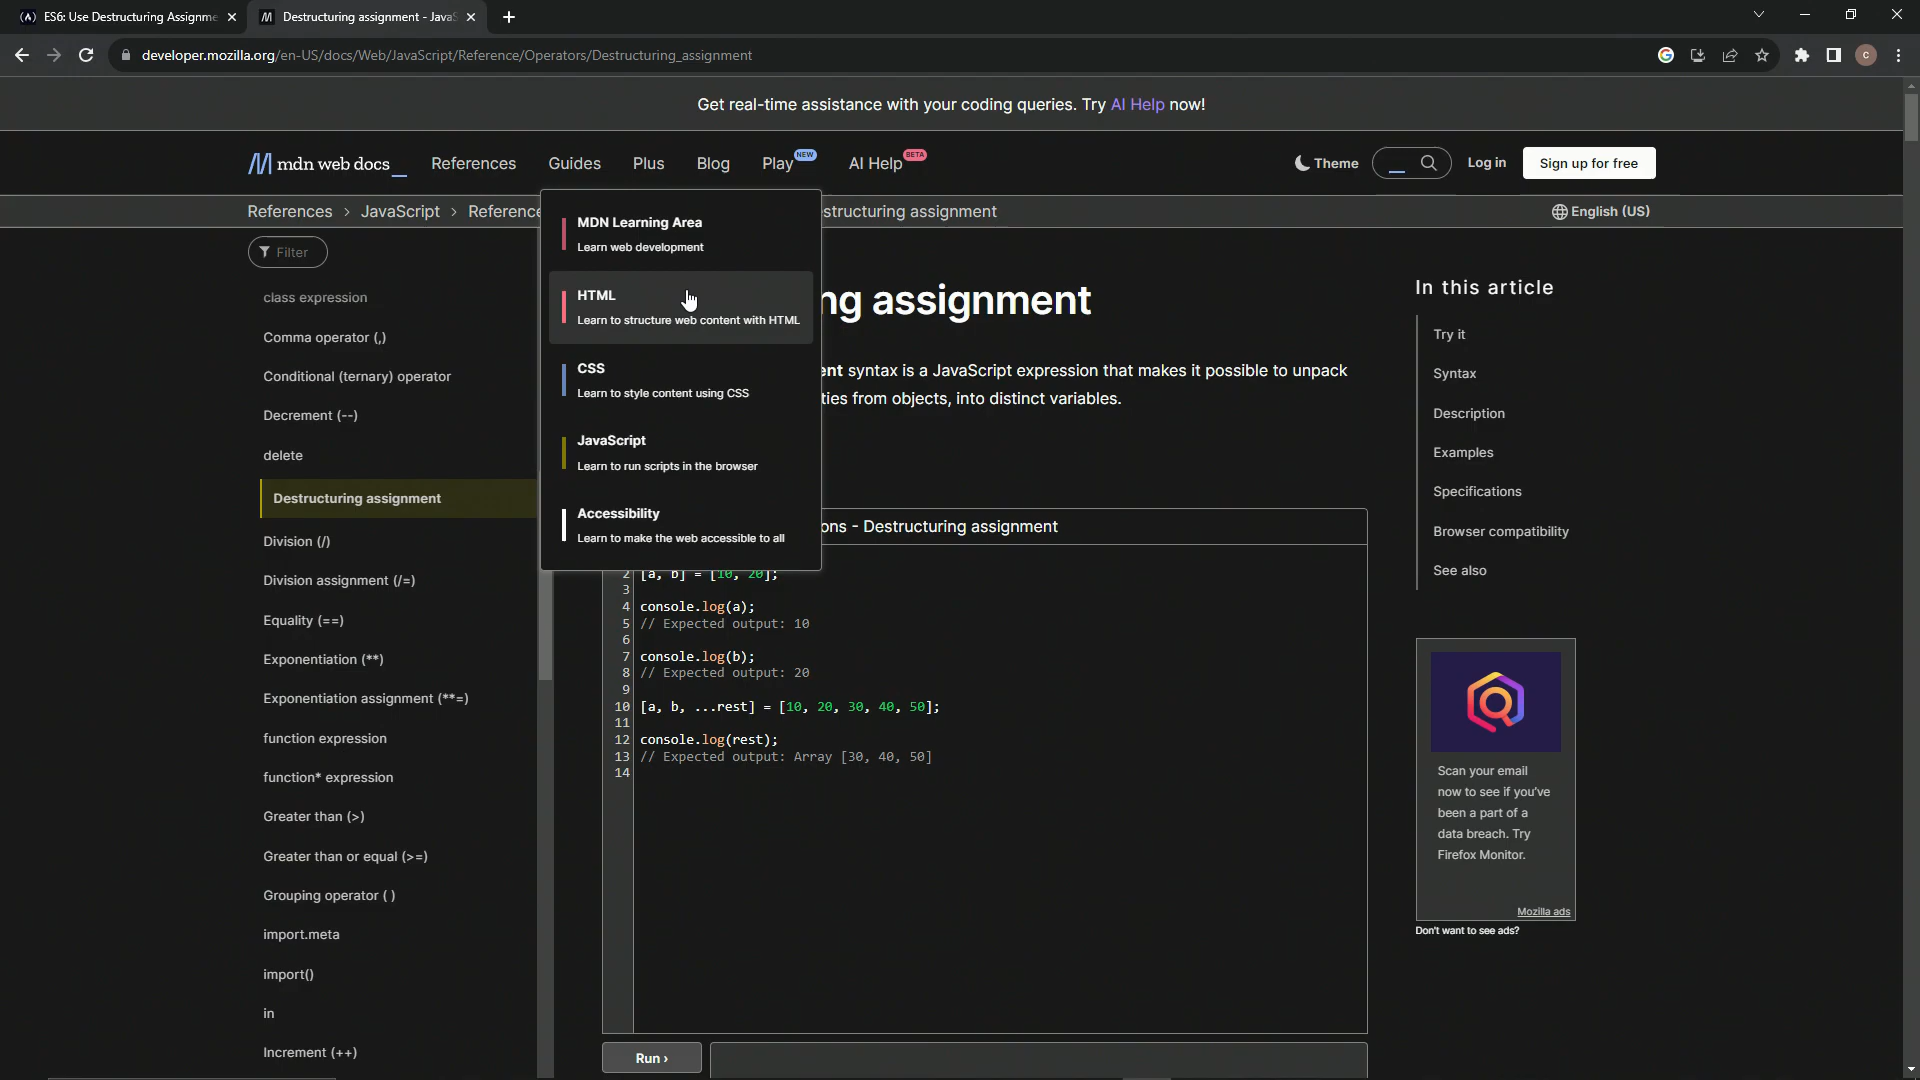 ES6: Use Destructuring Assignme
Destructuring assignment - JavaS
developer.mozilla.org/en-US/docs/Web/JavaScript/Reference/Operators/Destructuring_assignment
C
Get real-time assistance with your coding queries. Try AI Help now!
mdn web docs_
References
Guides
Plus
Blog
Play NEW
AI Help BETA
Theme
Log in
Sign up for free
References > JavaScript > Reference
structuring assignment
English (US)
Filter
class expression
Comma operator (,)
Conditional (ternary) operator
Decrement (--)
delete
Destructuring assignment
Division (/)
Division assignment (/=)
Equality (==)
Exponentiation (**)
Exponentiation assignment (**=)
function expression
function* expression
Greater than (>)
Greater than or equal (>=)
Grouping operator ( )
import.meta
import()
in
Increment (++)
MDN Learning Area
Learn web development
HTML
Learn to structure web content with HTML
CSS
Learn to style content using CSS
JavaScript
Learn to run scripts in the browser
Accessibility
Learn to make the web accessible to all
ng assignment
ent syntax is a JavaScript expression that makes it possible to unpack
ties from objects, into distinct variables.
ons - Destructuring assignment
2 [a, b] = [10, 20];
3
4 console.log(a);
5 // Expected output: 10
6
7 console.log(b);
8 // Expected output: 20
9
10 [a, b, ...rest] = [10, 20, 30, 40, 50];
11
12 console.log(rest);
13 // Expected output: Array [30, 40, 50]
14
Run ›
In this article
Try it
Syntax
Description
Examples
Specifications
Browser compatibility
See also
Scan your email
now to see if you've
been a part of a
data breach. Try
Firefox Monitor.
Mozilla ads
Don't want to see ads?